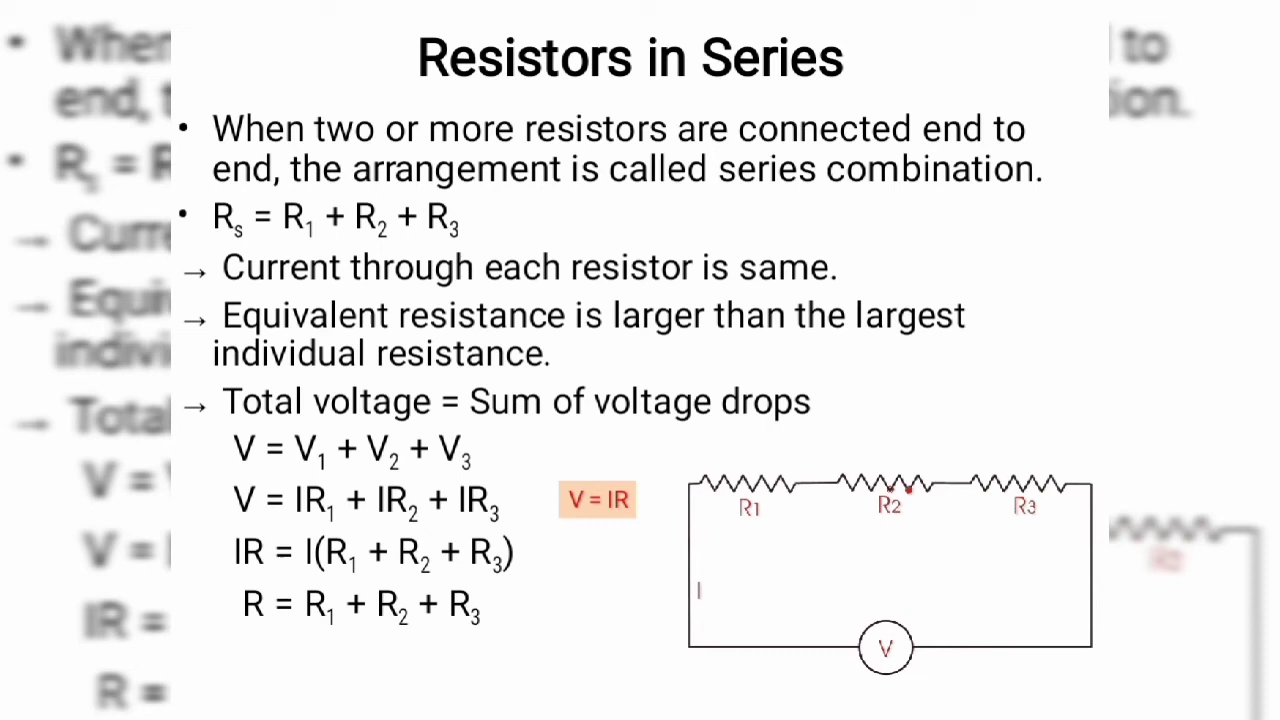 Resistors in Series
• When two or more resistors are connected end to
end, the arrangement is called series combination.
• Rₛ = R₁ + R₂ + R₃
→ Current through each resistor is same.
→ Equivalent resistance is larger than the largest
individual resistance.
→ Total voltage = Sum of voltage drops
V = V₁ + V₂ + V₃
V = IR₁ + IR₂ + IR₃
V = IR
IR = I(R₁ + R₂ + R₃)
R = R₁ + R₂ + R₃
R1 R2 R3
I
V